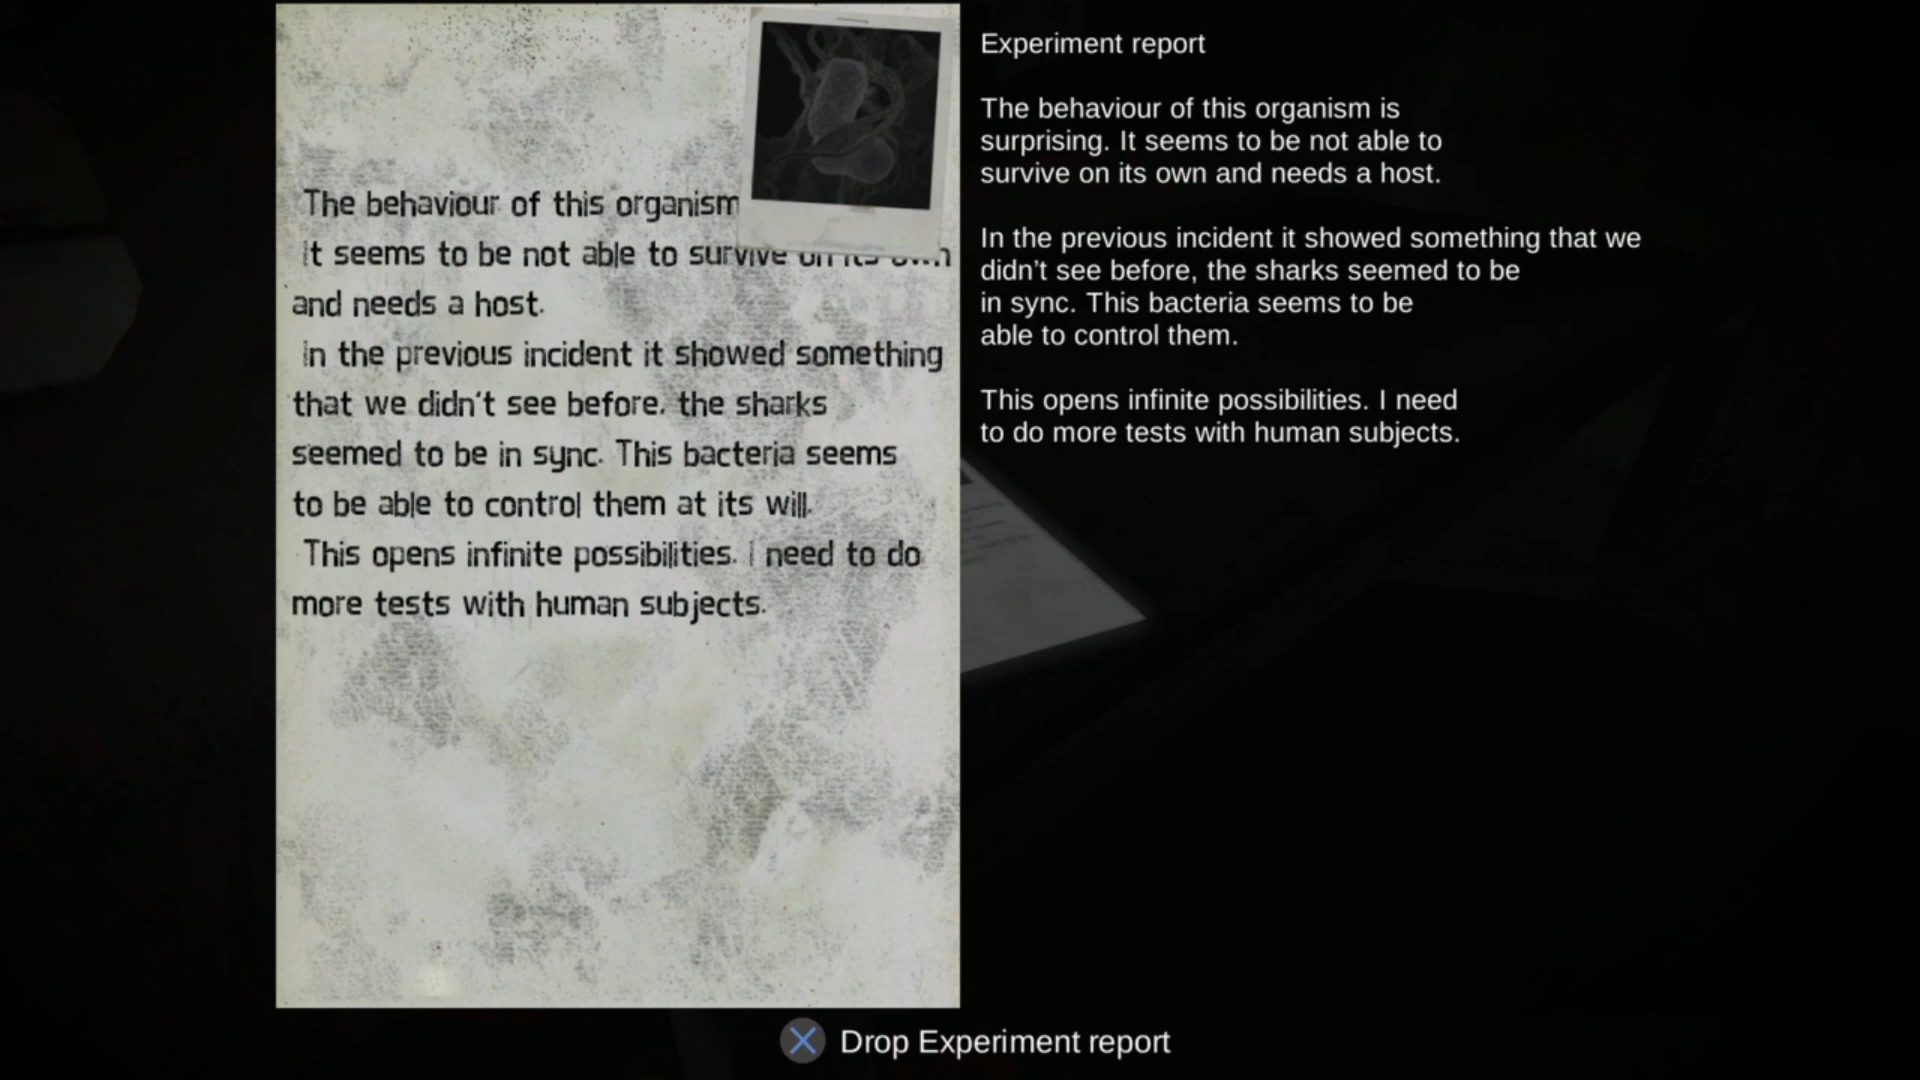 The behaviour of this organism
it seems to be not able to survive on its own
and needs a host.
in the previous incident it showed something
that we didn't see before, the sharks
seemed to be in sync. This bacteria seems
to be able to control them at its will.
This opens infinite possibilities. i need to do
more tests with human subjects.
Experiment report
The behaviour of this organism is
surprising. It seems to be not able to
survive on its own and needs a host.
In the previous incident it showed something that we
didn't see before, the sharks seemed to be
in sync. This bacteria seems to be
able to control them.
This opens infinite possibilities. I need
to do more tests with human subjects.
Drop Experiment report